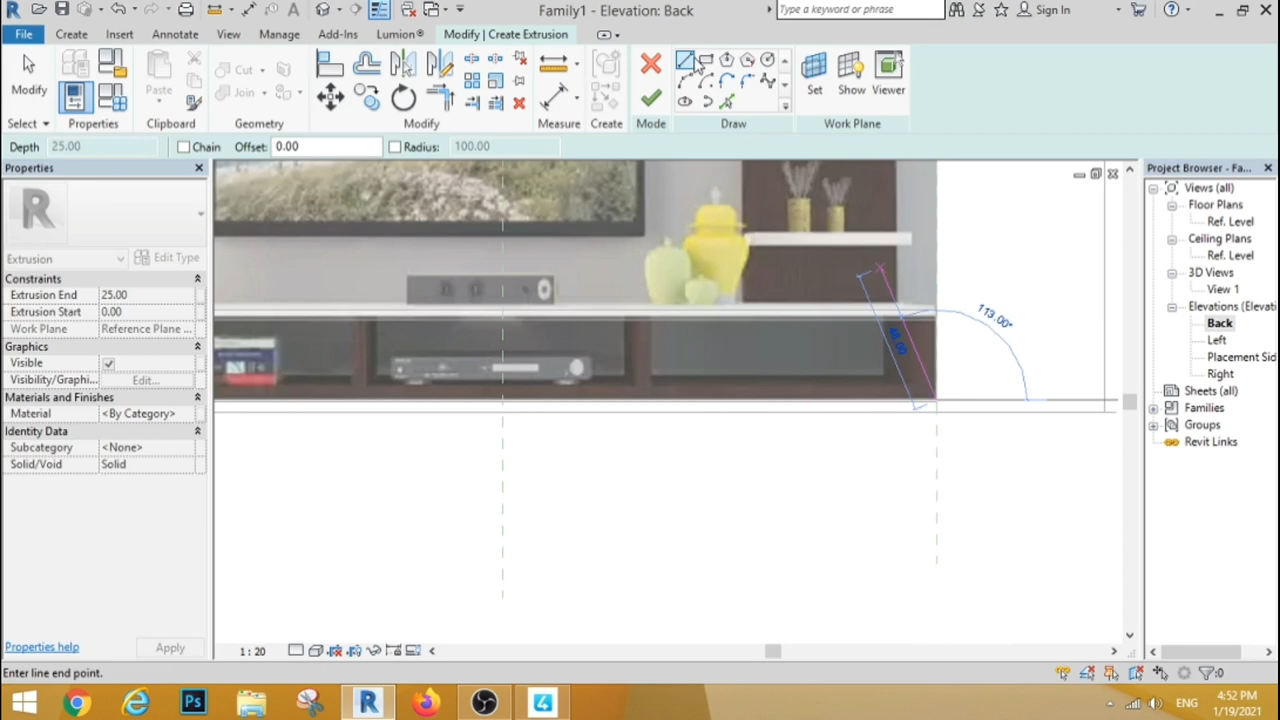 Family1 - Elevation: Back
Type a keyword or phrase
Sign In
File
Create
Insert
Annotate
View
Manage
Add-Ins
Lumion®
Modify | Create Extrusion
Modify
Paste
Cut
Join
Set
Show
Viewer
Select
Properties
Clipboard
Geometry
Modify
Measure
Create
Mode
Draw
Work Plane
Depth 25.00
Chain
Offset: 0.00
Radius: 100.00
Properties
Project Browser - Fa...
Extrusion
Edit Type
Constraints
Extrusion End 25.00
Extrusion Start 0.00
Work Plane Reference Plane ...
Graphics
Visible
Visibility/Graphi... Edit...
Materials and Finishes
Material <By Category>
Identity Data
Subcategory <None>
Solid/Void Solid
113.00°
Views (all)
Floor Plans
Ref. Level
Ceiling Plans
Ref. Level
3D Views
View 1
Elevations (Elevati
Back
Left
Placement Side
Right
Sheets (all)
Families
Groups
Revit Links
Properties help
Apply
1 : 20
Enter line end point.
:0
ENG
4:52 PM
1/19/2021